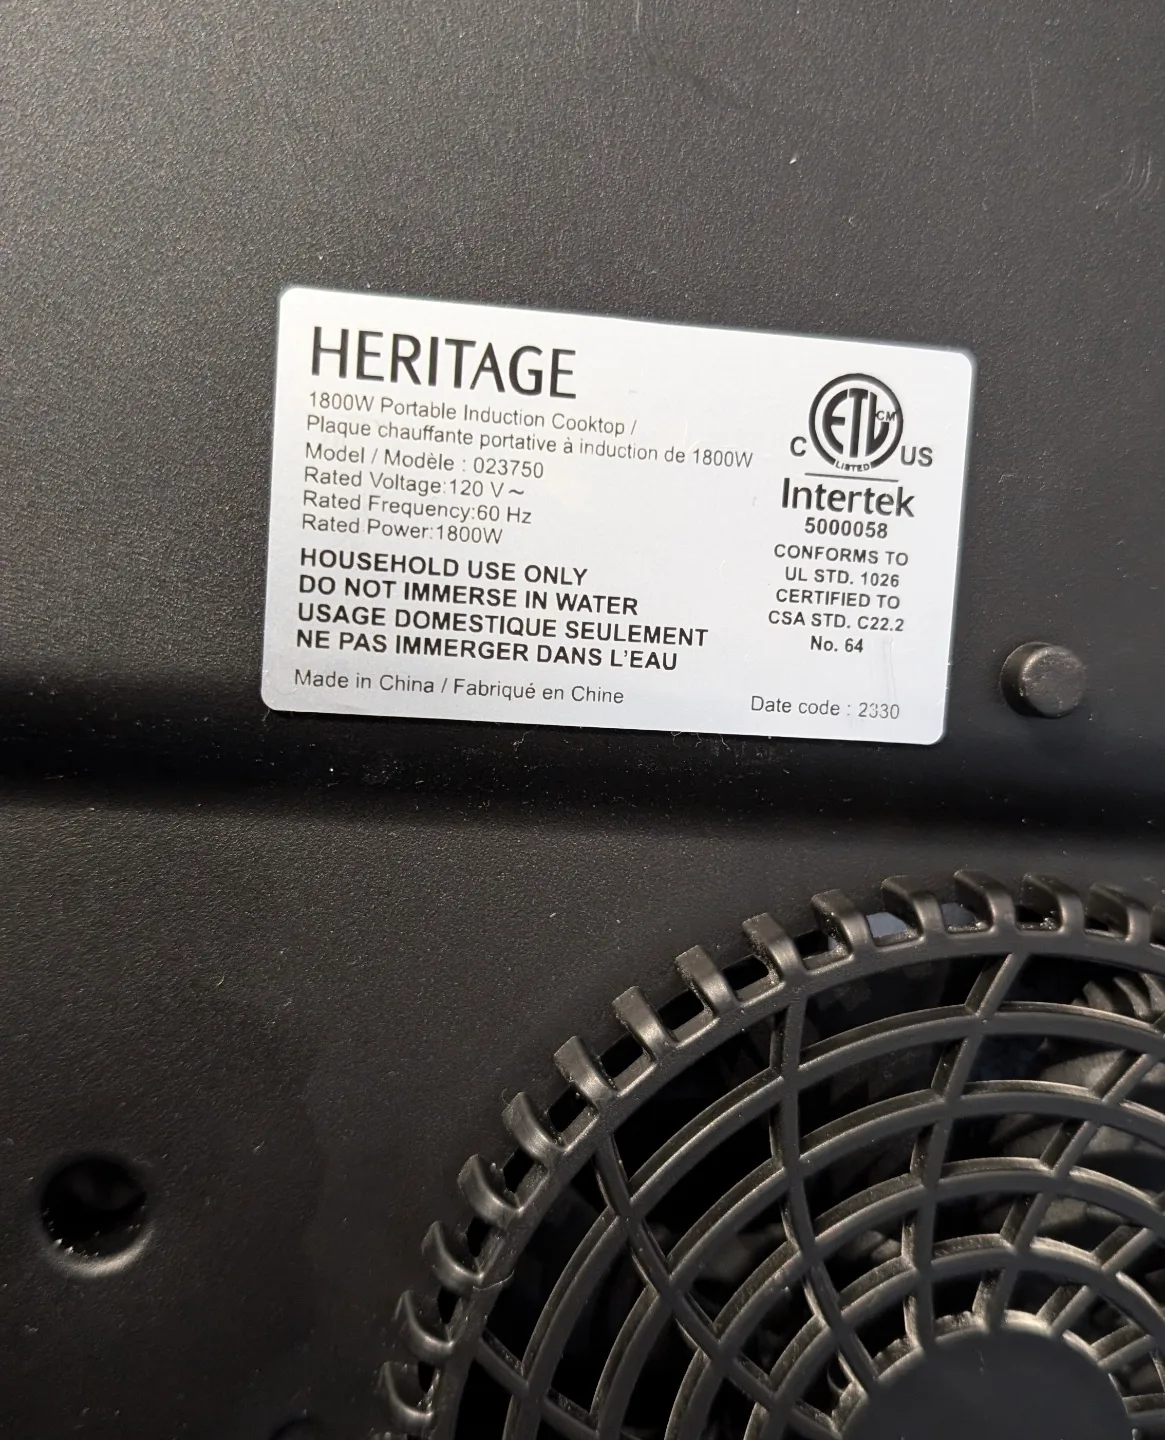 HERITAGE
1800W Portable Induction Cooktop /
Plaque chauffante portative à induction de 1800W
Model / Modèle : 023750
Rated Voltage:120 V ~
Rated Frequency:60 Hz
Rated Power:1800W
HOUSEHOLD USE ONLY
DO NOT IMMERSE IN WATER
USAGE DOMESTIQUE SEULEMENT
NE PAS IMMERGER DANS L'EAU
Made in China / Fabriqué en Chine
ETL CM
C LISTED US
Intertek
5000058
CONFORMS TO
UL STD. 1026
CERTIFIED TO
CSA STD. C22.2
No. 64
Date code : 2330